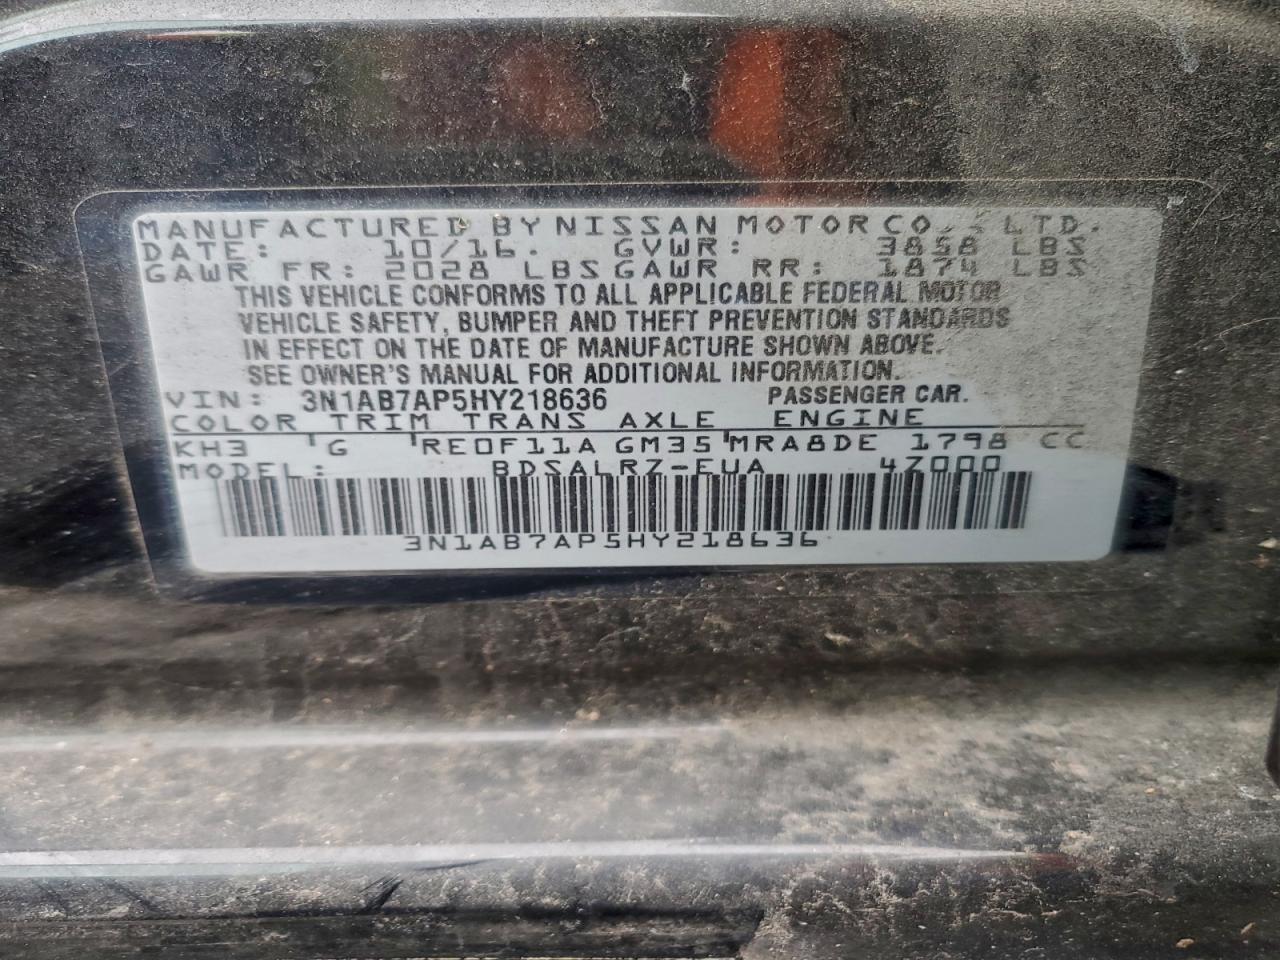 MANUFACTURED BY NISSAN MOTOR CO., LTD.
DATE: 10/16. GVWR: 3858 LBS
GAWR FR: 2028 LBS GAWR RR: 1874 LBS
THIS VEHICLE CONFORMS TO ALL APPLICABLE FEDERAL MOTOR
VEHICLE SAFETY, BUMPER AND THEFT PREVENTION STANDARDS
IN EFFECT ON THE DATE OF MANUFACTURE SHOWN ABOVE.
SEE OWNER'S MANUAL FOR ADDITIONAL INFORMATION.
VIN: 3N1AB7AP5HY218636 PASSENGER CAR.
COLOR TRIM TRANS AXLE ENGINE
KH3 'G 'RE0F11A GM35 'MRA8DE 1798 CC
MODEL: BDSALRZ-EUA 4Z000
3N1AB7AP5HY218636